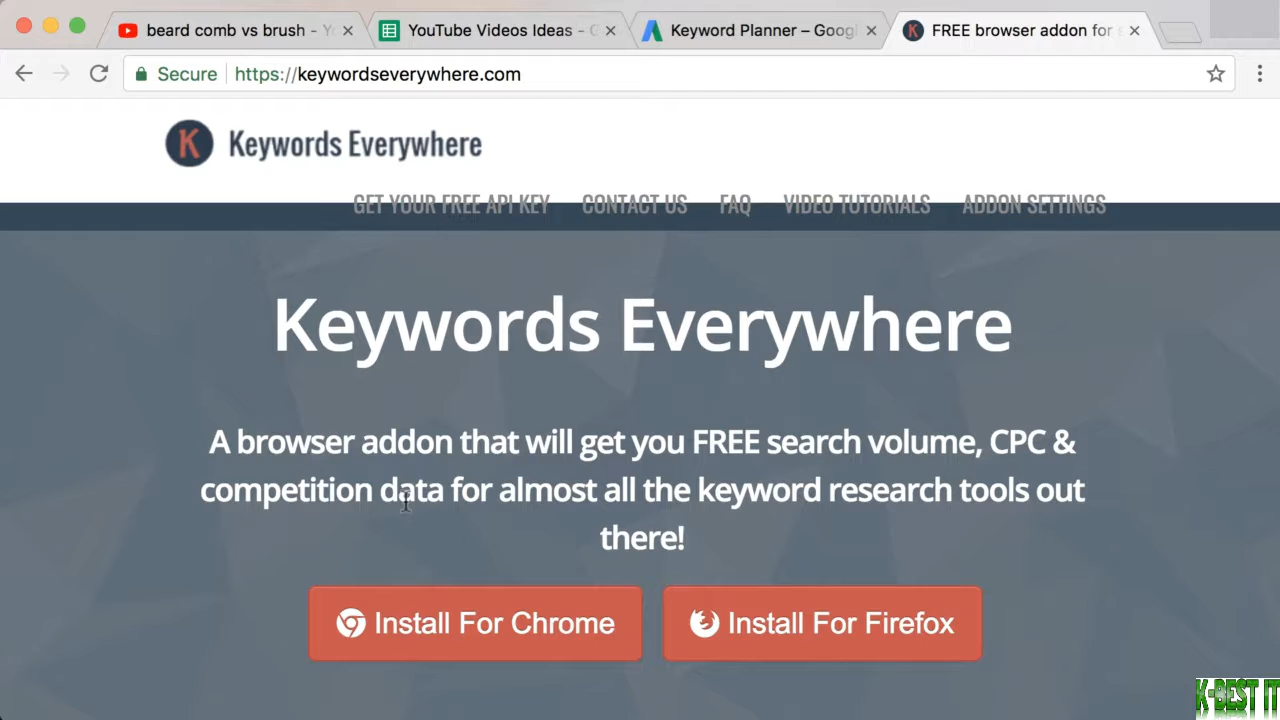 beard comb vs brush - Yo
YouTube Videos Ideas - G
Keyword Planner – Googl
FREE browser addon for
Secure https://keywordseverywhere.com
K Keywords Everywhere
GET YOUR FREE API KEY CONTACT US FAQ VIDEO TUTORIALS ADDON SETTINGS
Keywords Everywhere
A browser addon that will get you FREE search volume, CPC &
competition data for almost all the keyword research tools out
there!
Install For Chrome Install For Firefox
K-BEST IT